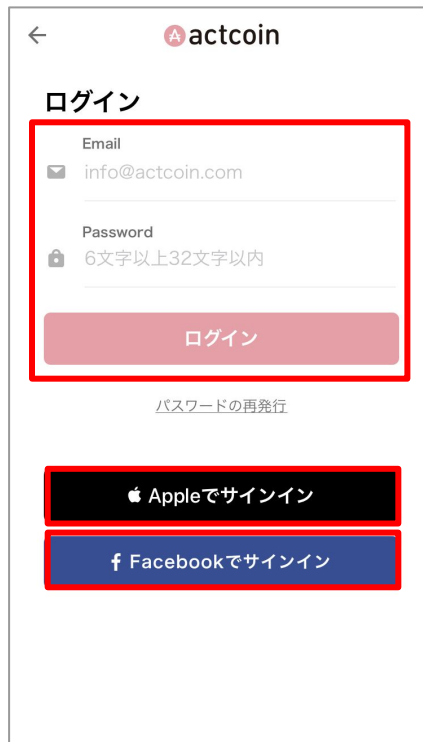 actcoin
ログイン
Email
info@actcoin.com
Password
6文字以上32文字以内
ログイン
パスワードの再発行
Appleでサインイン
Facebookでサインイン